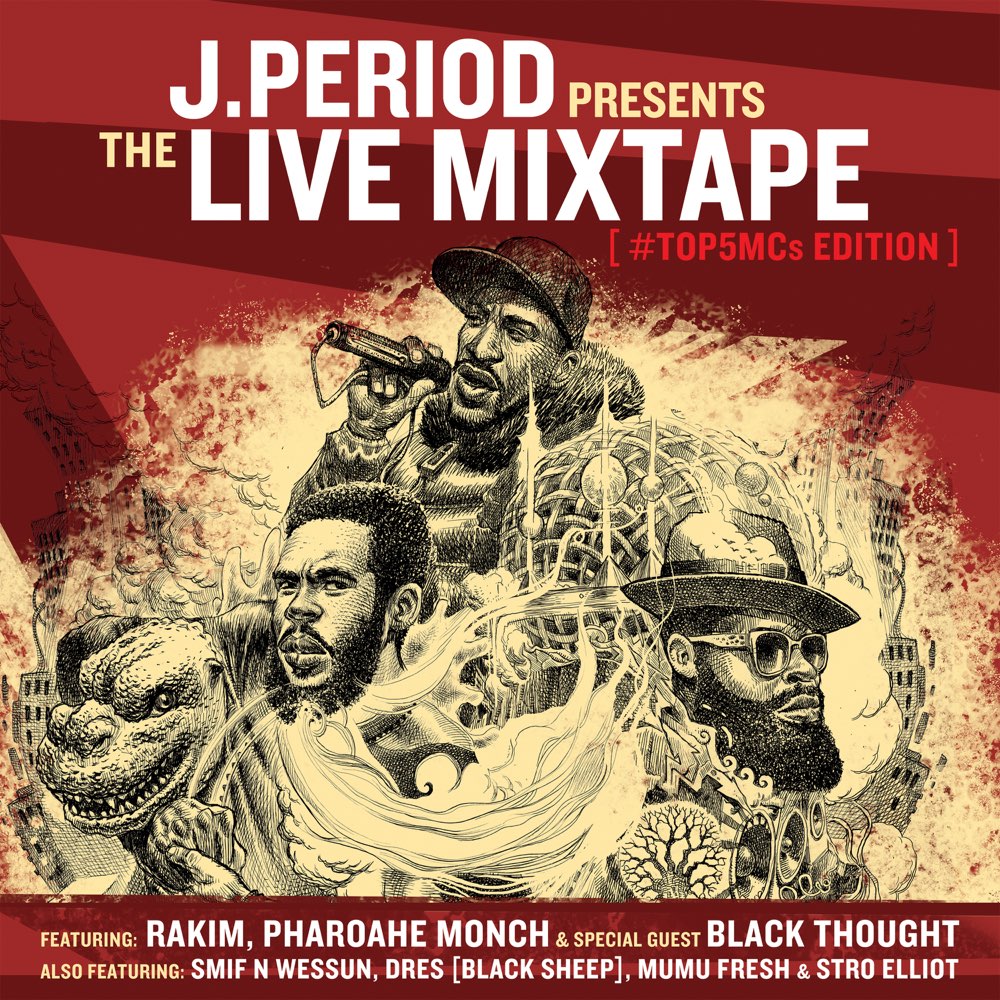 J.PERIOD PRESENTS
THE LIVE MIXTAPE
[ #TOP5MCs EDITION ]
FEATURING: RAKIM, PHAROAHE MONCH & SPECIAL GUEST BLACK THOUGHT
ALSO FEATURING: SMIF N WESSUN, DRES [BLACK SHEEP], MUMU FRESH & STRO ELLIOT